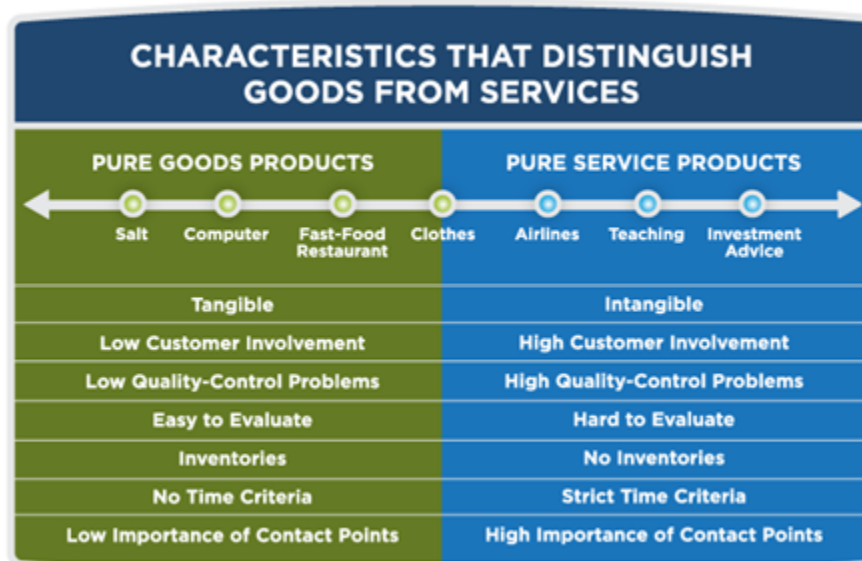 CHARACTERISTICS THAT DISTINGUISH
GOODS FROM SERVICES
PURE GOODS PRODUCTS
PURE SERVICE PRODUCTS
Salt
Computer
Fast-Food
Restaurant
Clothes
Airlines
Teaching
Investment
Advice
Tangible
Intangible
Low Customer Involvement
High Customer Involvement
Low Quality-Control Problems
High Quality-Control Problems
Easy to Evaluate
Hard to Evaluate
Inventories
No Inventories
No Time Criteria
Strict Time Criteria
Low Importance of Contact Points
High Importance of Contact Points